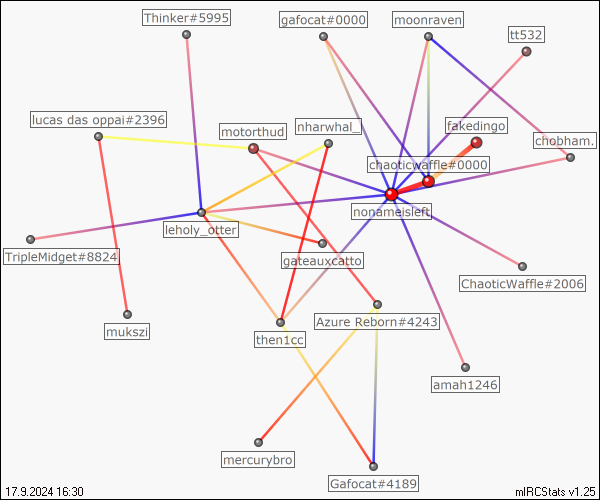 Thinker#5995
gafocat#0000
moonraven
tt532
lucas das oppai#2396
motorthud
nharwhal_
fakedingo
chobham.
chaoticwaffle#0000
nonameisleft
leholy_otter
TripleMidget#8824
gateauxcatto
ChaoticWaffle#2006
mukszi
Azure Reborn#4243
then1cc
amah1246
mercurybro
Gafocat#4189
17.9.2024 16:30
mIRCStats v1.25